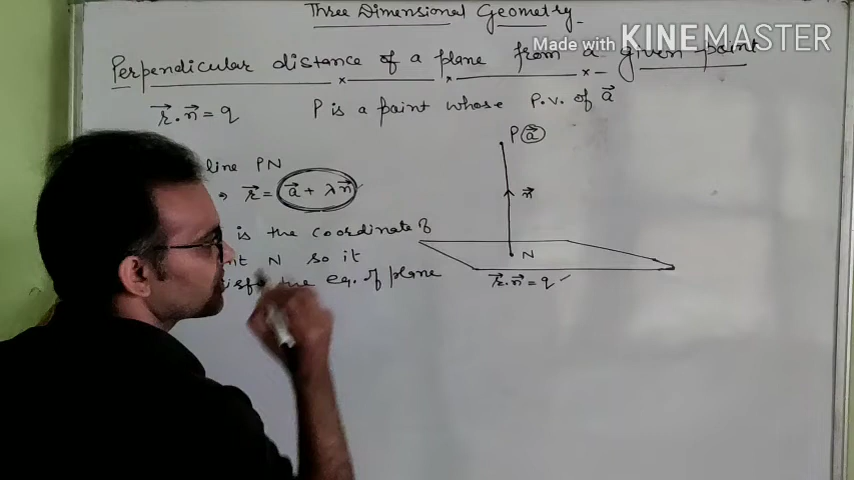 Three Dimensional Geometry
Made with KINEMASTER
Perpendicular distance of a plane from a given point
r⃗.n⃗ = q P is a point whose P.V. of a⃗
P(a⃗)
line PN
→ r⃗ = a⃗ + λn⃗
n⃗
is the coordinate of
N so it
N
the eq. of plane
r⃗.n⃗ = q ✓